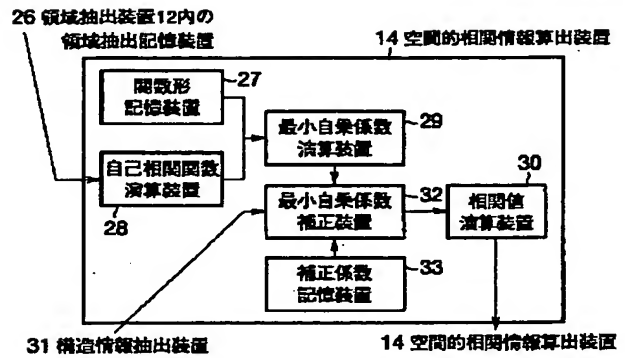 26 領域抽出装置12内の
領域抽出記憶装置
14 空間的相関情報算出装置
27
関数形
記憶装置
29
最小自乗係数
演算装置
自己相関関数
演算装置
28
32
最小自乗係数
補正装置
30
相関値
演算装置
33
補正係数
記憶装置
31 構造情報抽出装置
14 空間的相関情報算出装置